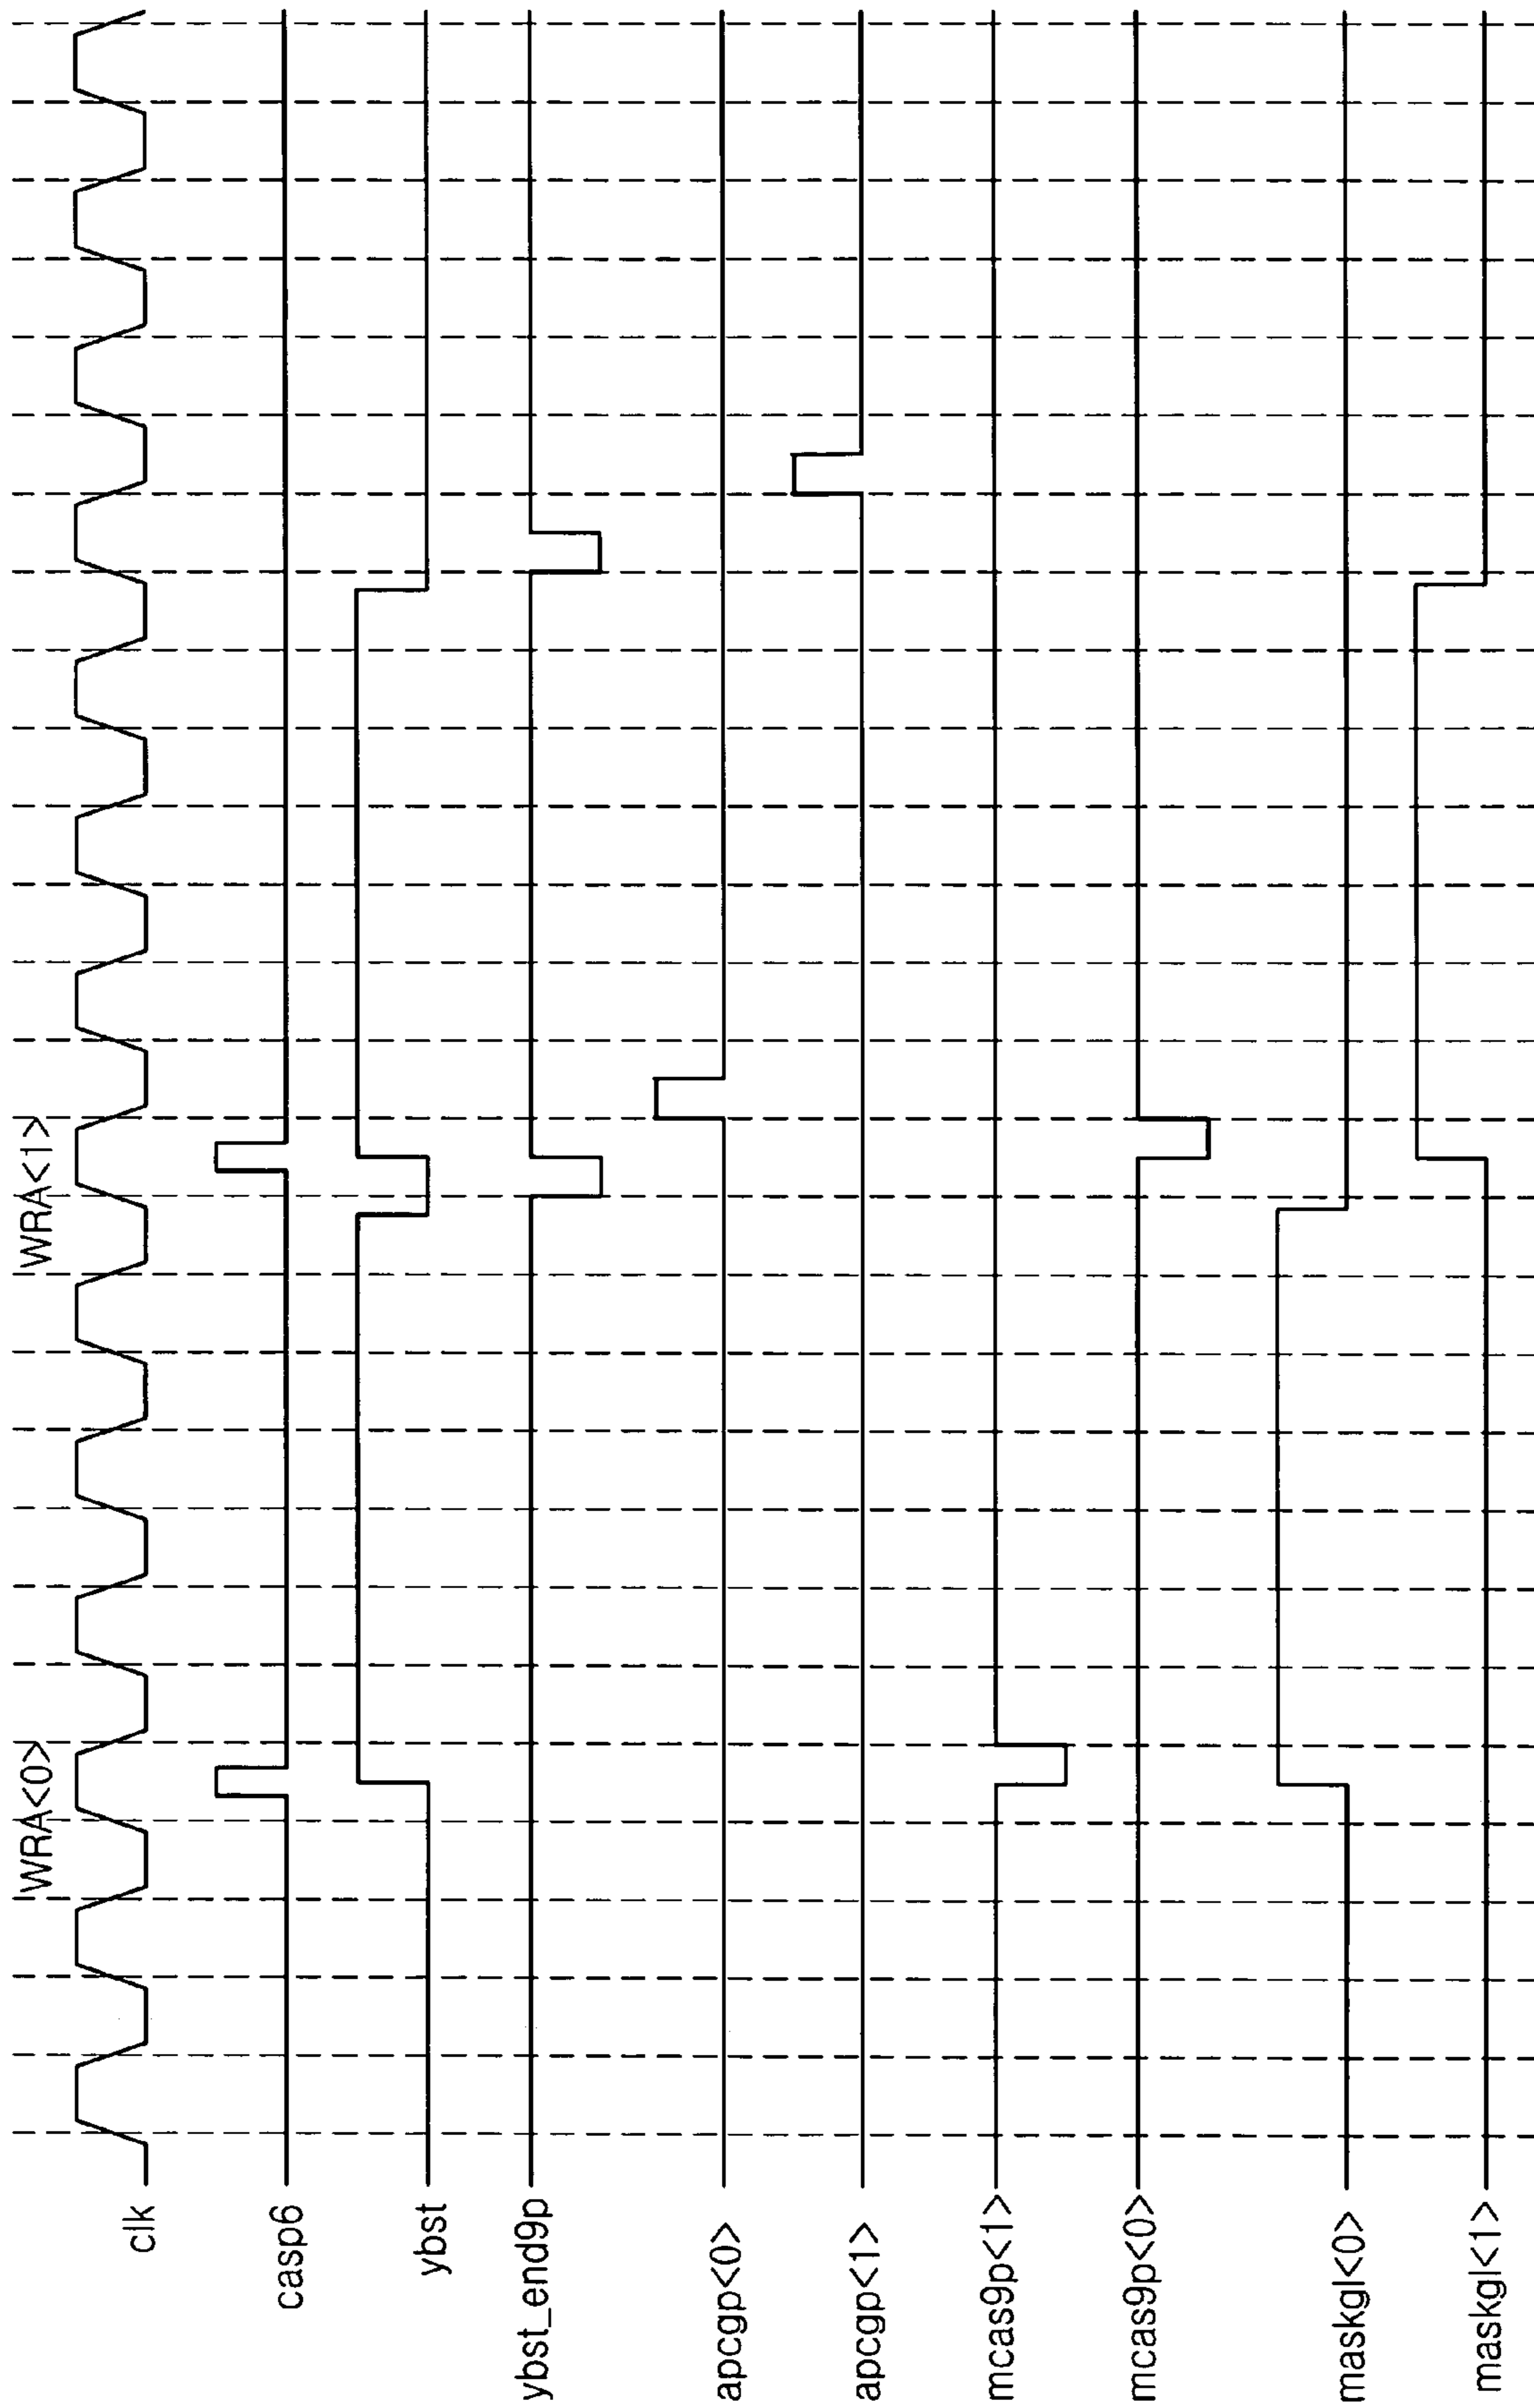 WRA<0>
WRA<1>
clk
casp6
ybst
ybst_end9p
apcgp<0>
apcgp<1>
mcas9p<1>
mcas9p<0>
maskgl<0>
maskgl<1>